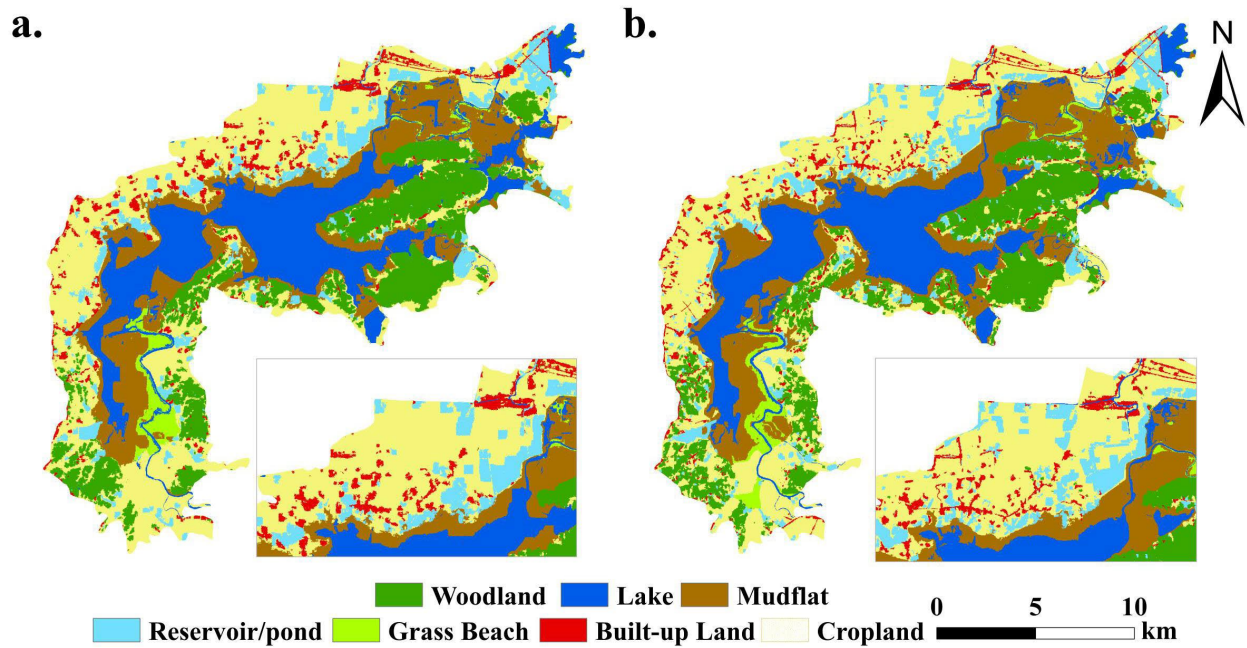 a.
b.
N
Woodland Lake Mudflat
Reservoir/pond Grass Beach Built-up Land Cropland
0 5 10
km